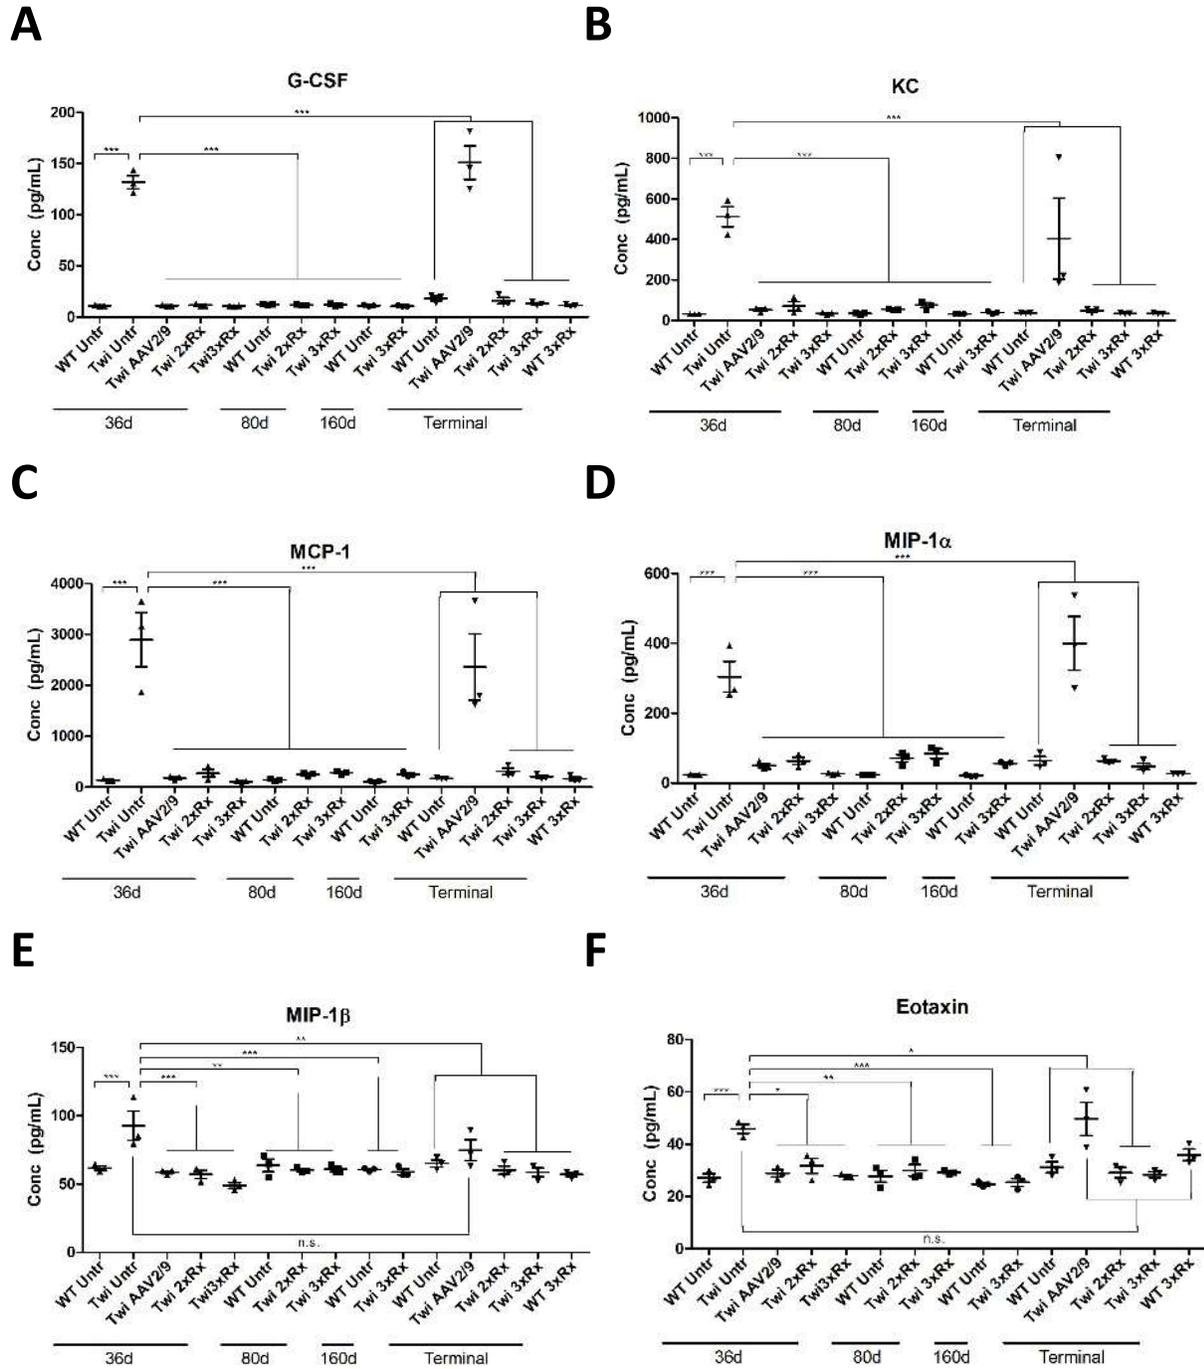 A
G-CSF
Conc (pg/mL)
200
150
100
50
0
***
***
***
WT Untr
Twi Untr
Twi AAV2/9
Twi 2xRx
Twi3xRx
WT Untr
Twi 2xRx
Twi 3xRx
WT Untr
Twi 3xRx
WT Untr
Twi AAV2/9
Twi 2xRx
Twi 3xRx
WT 3xRx
36d
80d
160d
Terminal
B
KC
Conc (pg/mL)
1000
800
600
400
200
0
***
***
***
WT Untr
Twi Untr
Twi AAV2/9
Twi 2xRx
Twi 3xRx
WT Untr
Twi 2xRx
Twi 3xRx
WT Untr
Twi 3xRx
WT Untr
Twi AAV2/9
Twi 2xRx
Twi 3xRx
WT 3xRx
36d
80d
160d
Terminal
C
MCP-1
Conc (pg/mL)
4000
3000
2000
1000
0
***
***
***
WT Untr
Twi Untr
Twi AAV2/9
Twi 2xRx
Twi 3xRx
WT Untr
Twi 2xRx
Twi 3xRx
WT Untr
Twi 3xRx
WT Untr
Twi AAV2/9
Twi 2xRx
Twi 3xRx
WT 3xRx
36d
80d
160d
Terminal
D
MIP-1α
Conc (pg/mL)
600
400
200
0
***
***
***
WT Untr
Twi Untr
Twi AAV2/9
Twi 2xRx
Twi 3xRx
WT Untr
Twi 2xRx
Twi 3xRx
WT Untr
Twi 3xRx
WT Untr
Twi AAV2/9
Twi 2xRx
Twi 3xRx
WT 3xRx
36d
80d
160d
Terminal
E
MIP-1β
Conc (pg/mL)
150
100
50
0
**
***
**
***
***
n.s.
WT Untr
Twi Untr
Twi AAV2/9
Twi 2xRx
Twi3xRx
WT Untr
Twi 2xRx
Twi 3xRx
WT Untr
Twi 3xRx
WT Untr
Twi AAV2/9
Twi 2xRx
Twi 3xRx
WT 3xRx
36d
80d
160d
Terminal
F
Eotaxin
Conc (pg/mL)
80
60
40
20
0
*
***
**
***
*
n.s.
WT Untr
Twi Untr
Twi AAV2/9
Twi 2xRx
Twi3xRx
WT Untr
Twi 2xRx
Twi 3xRx
WT Untr
Twi 3xRx
WT Untr
Twi AAV2/9
Twi 2xRx
Twi 3xRx
WT 3xRx
36d
80d
160d
Terminal